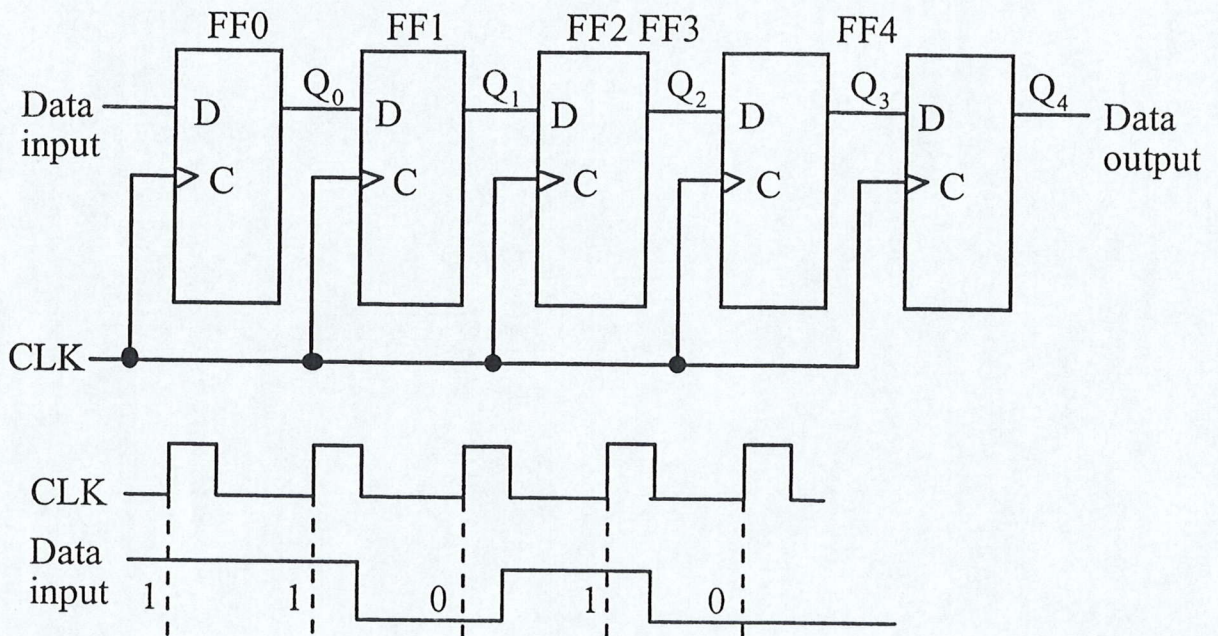 FF0 FF1 FF2 FF3 FF4
Data input
D
C
Q0
D
C
Q1
D
C
Q2
D
C
Q3
D
C
Q4
Data output
CLK
CLK
Data input
1 1 0 1 0